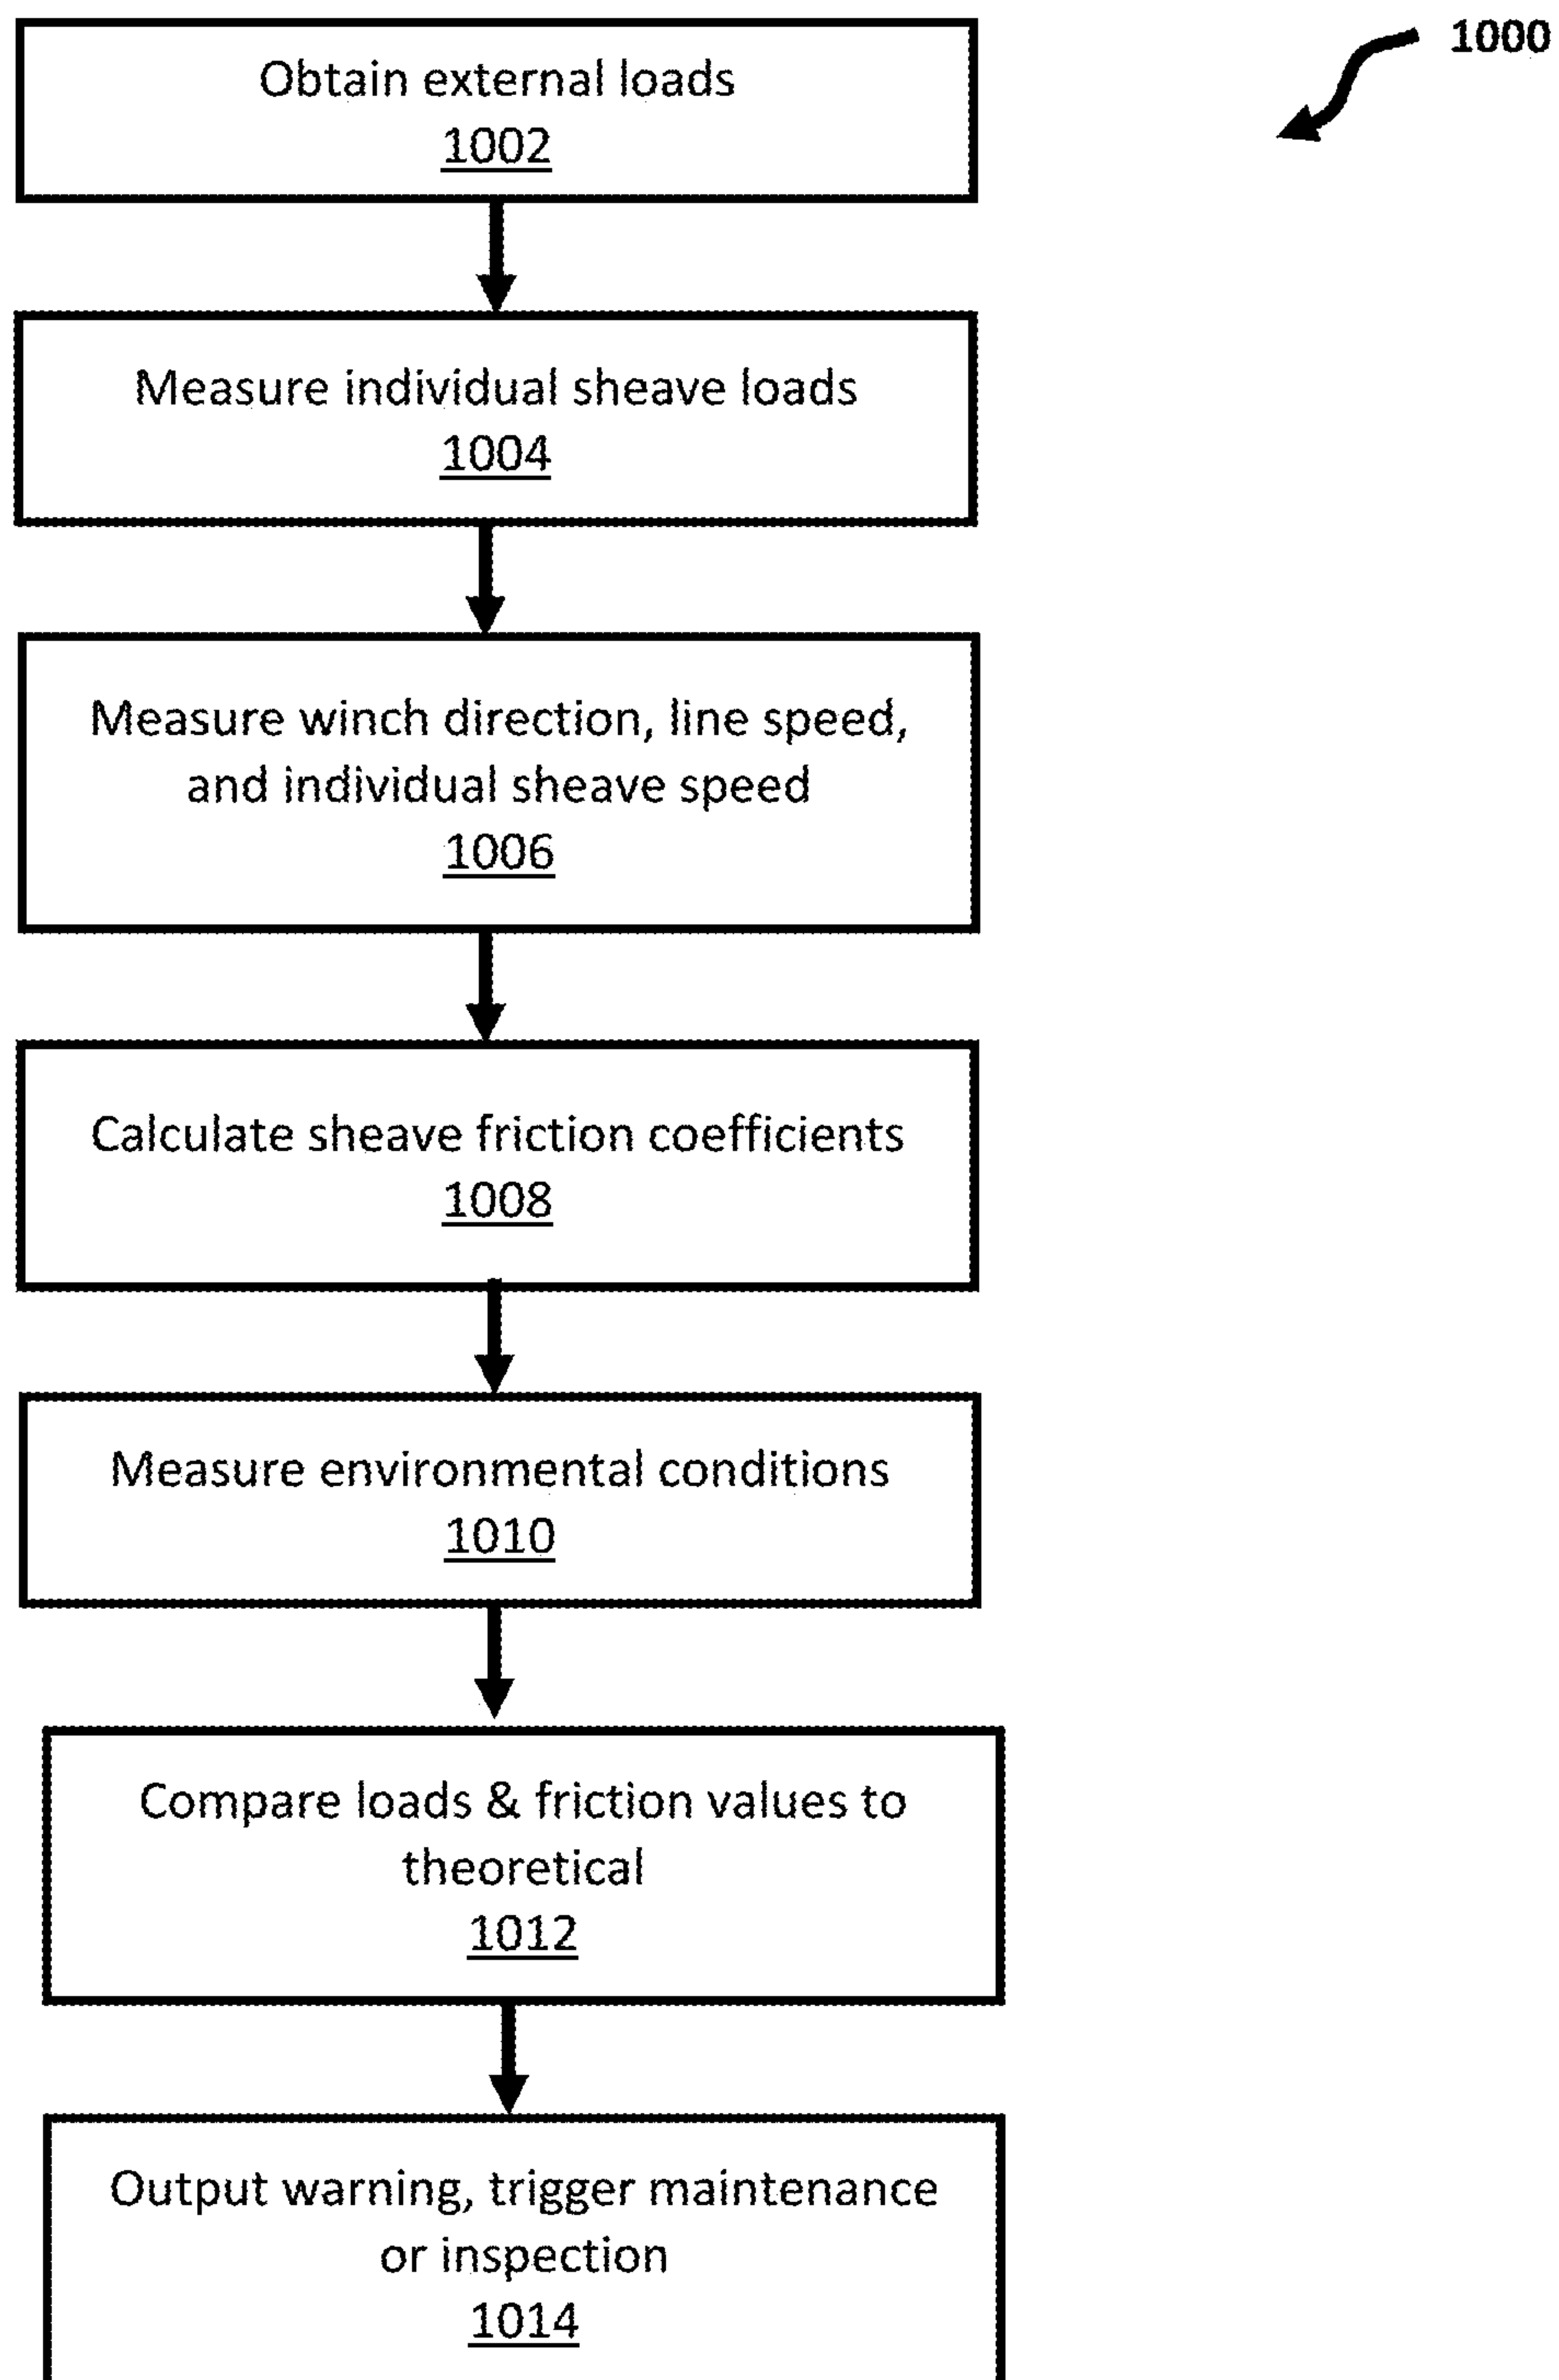 1000
Obtain external loads
1002
Measure individual sheave loads
1004
Measure winch direction, line speed,
and individual sheave speed
1006
Calculate sheave friction coefficients
1008
Measure environmental conditions
1010
Compare loads & friction values to
theoretical
1012
Output warning, trigger maintenance
or inspection
1014